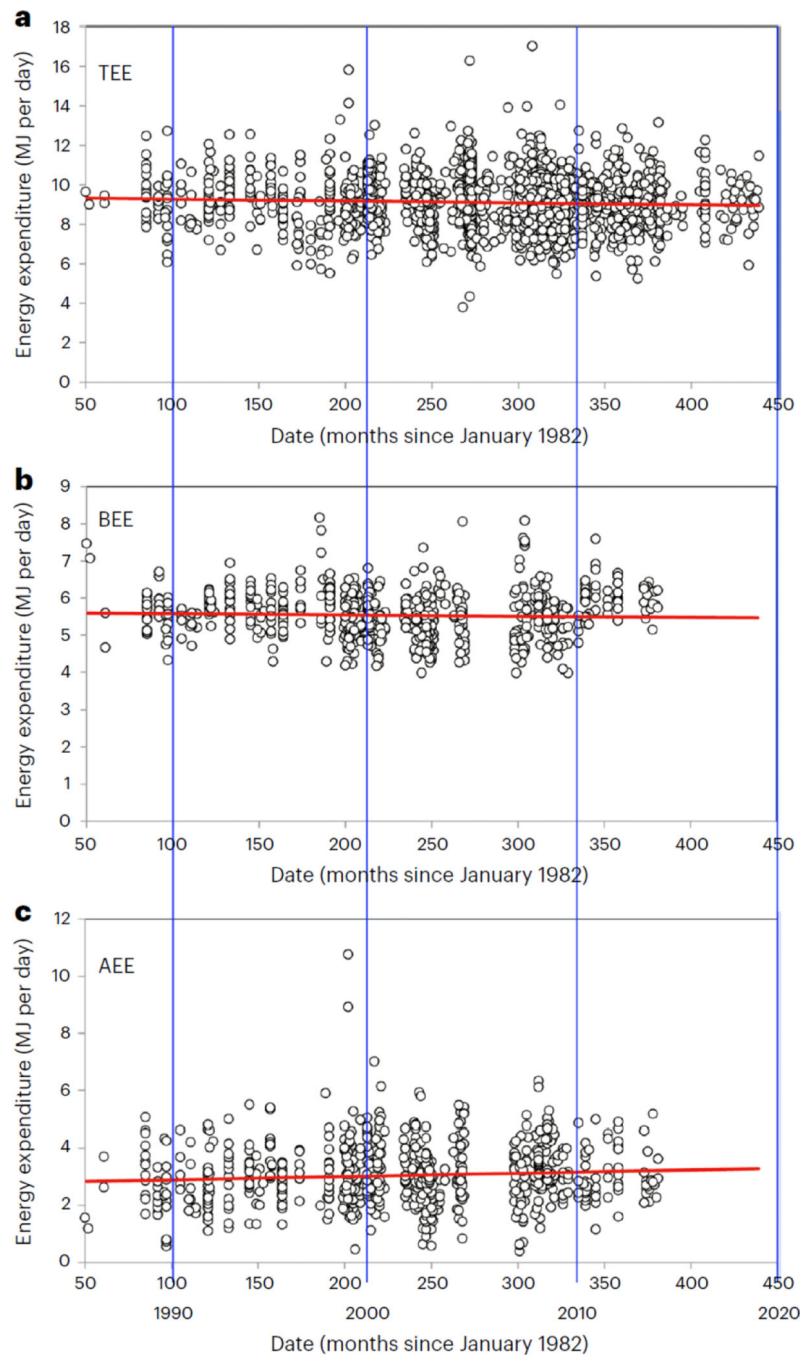 a
18
16
14
12
10
8
6
4
2
0
Energy expenditure (MJ per day)
TEE
50 100 150 200 250 300 350 400 450
Date (months since January 1982)
b
9
8
7
6
5
4
3
2
1
0
Energy expenditure (MJ per day)
BEE
50 100 150 200 250 300 350 400 450
Date (months since January 1982)
c
12
10
8
6
4
2
0
Energy expenditure (MJ per day)
AEE
50 100 150 200 250 300 350 400 450
1990 2000 2010 2020
Date (months since January 1982)